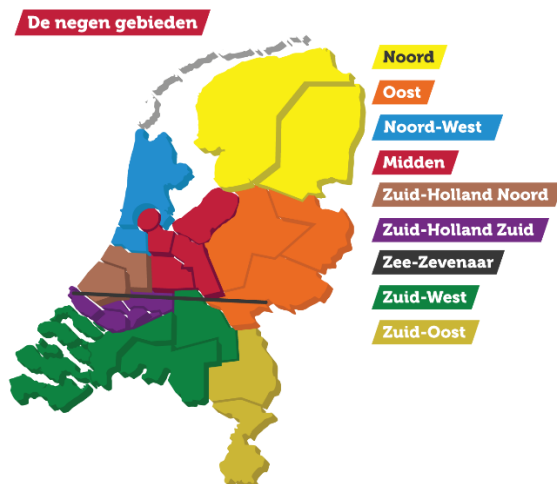 De negen gebieden
Noord
Oost
Noord-West
Midden
Zuid-Holland Noord
Zuid-Holland Zuid
Zee-Zevenaar
Zuid-West
Zuid-Oost